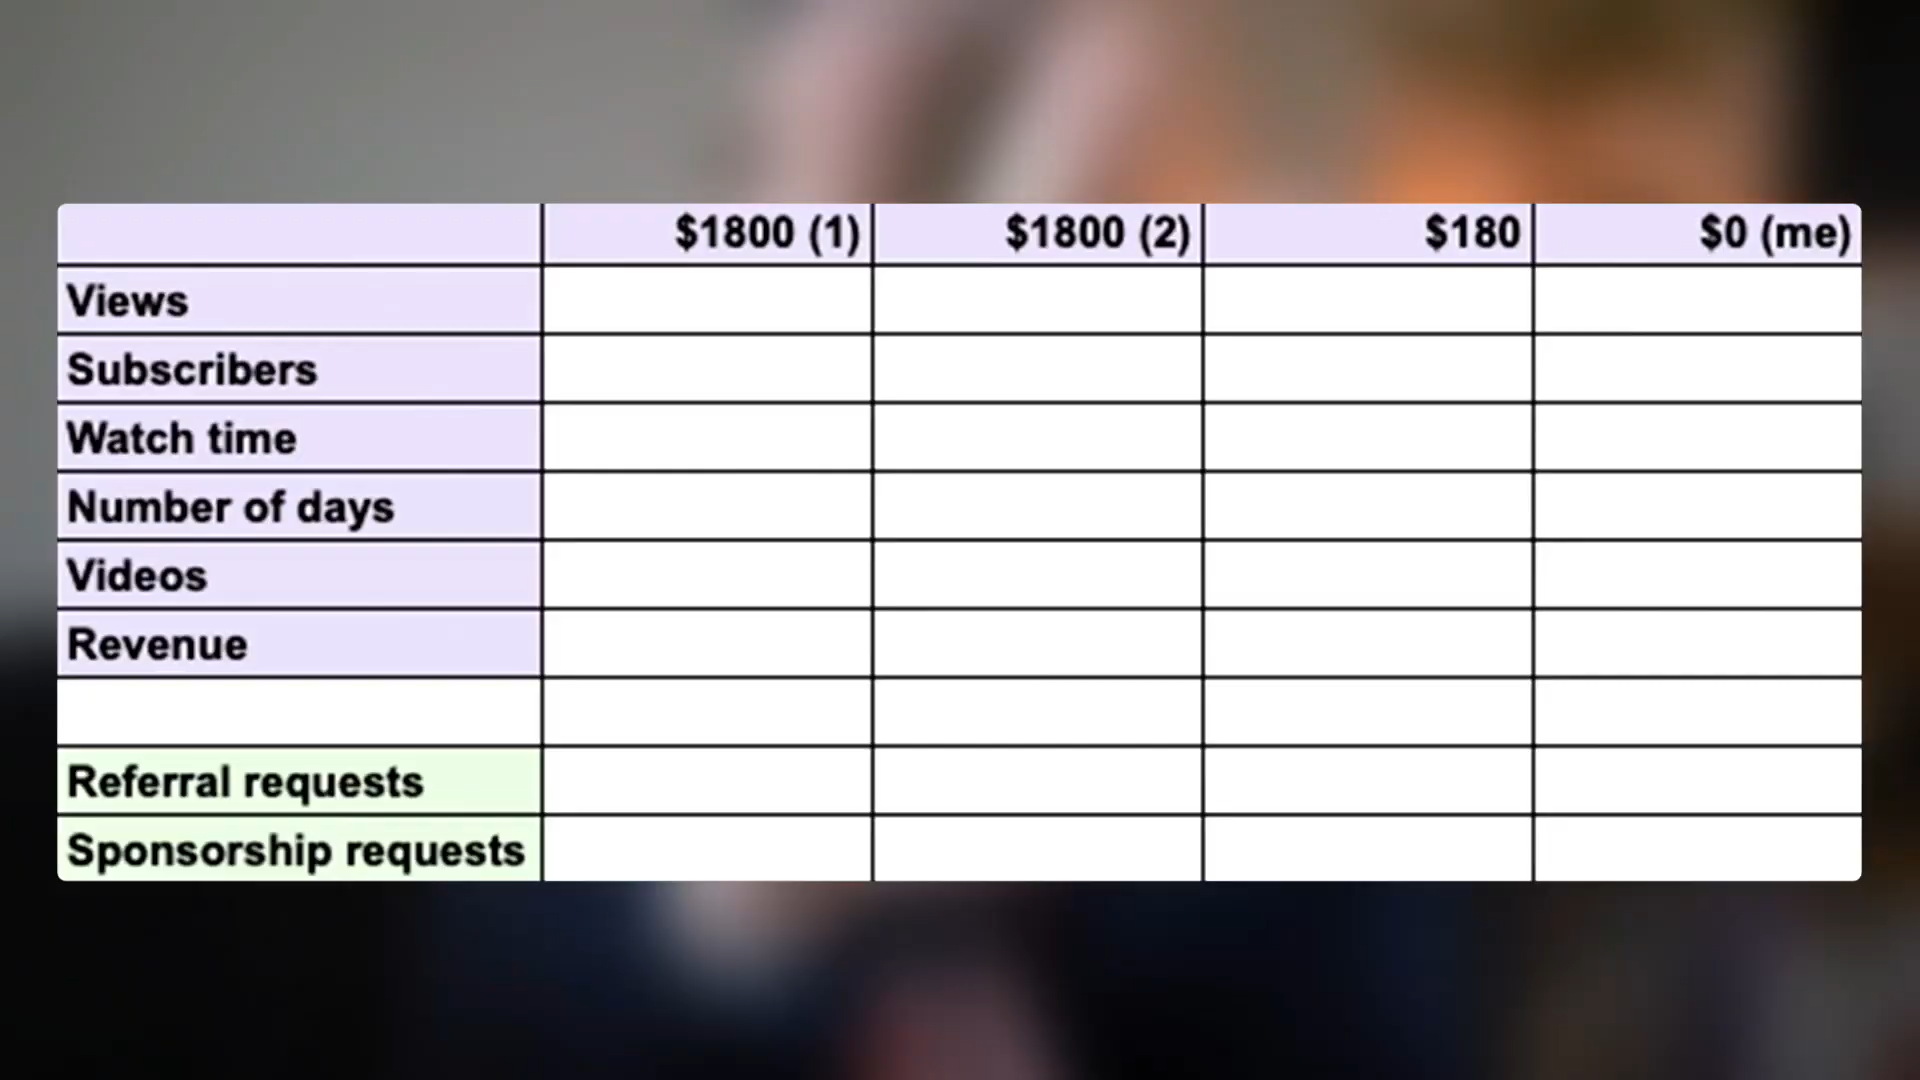 $1800 (1) $1800 (2) $180 $0 (me)
Views
Subscribers
Watch time
Number of days
Videos
Revenue
Referral requests
Sponsorship requests